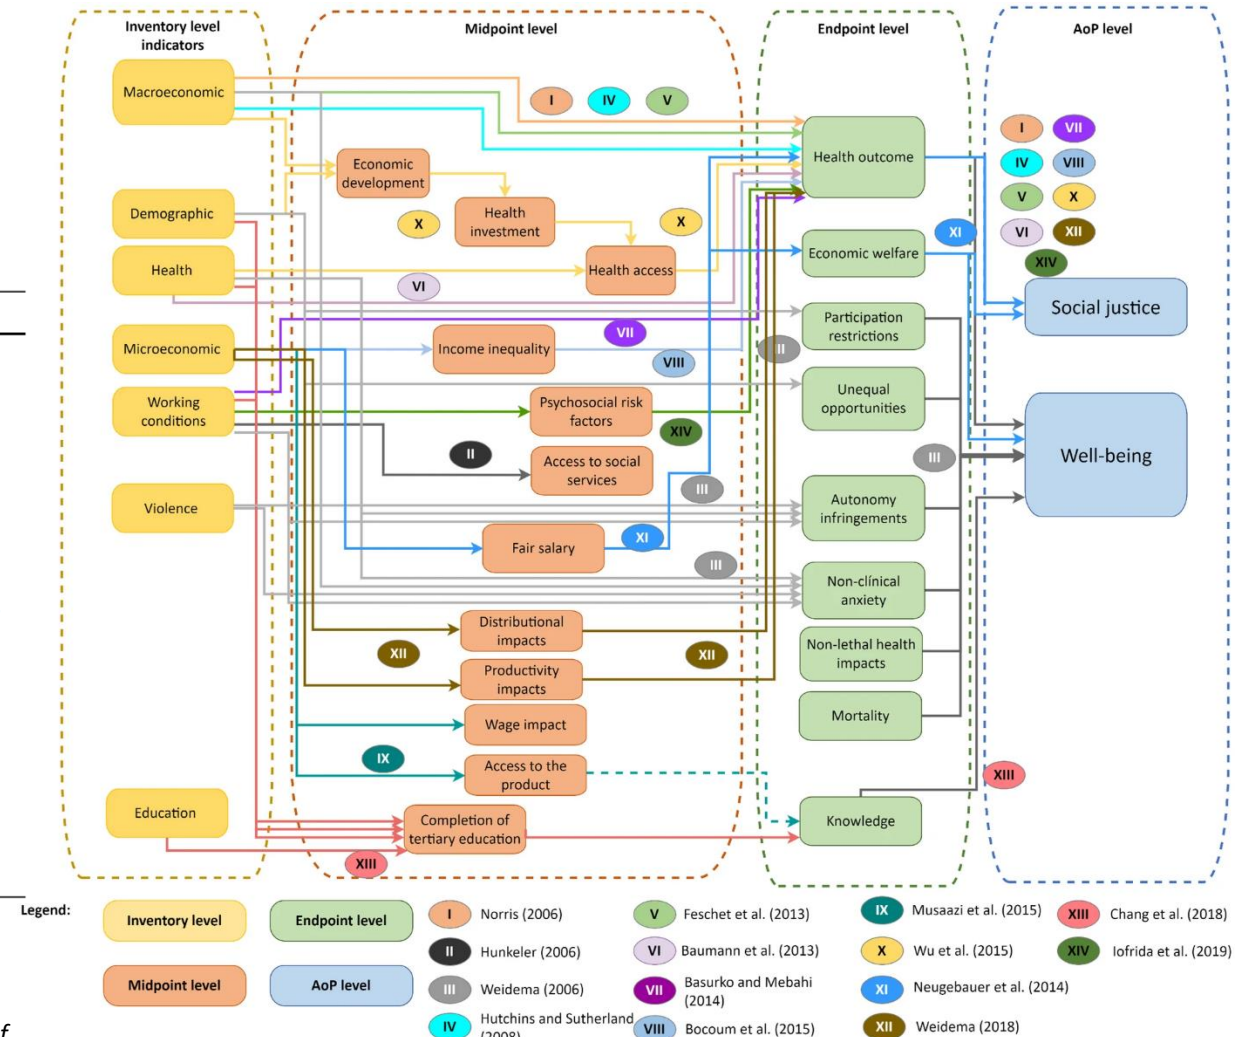 Inventory level
indicators
Midpoint level
Endpoint level
AoP level
Macroeconomic
I
IV
V
I
VII
Economic
development
Health outcome
IV
VIII
V
X
Demographic
Health
investment
X
X
VI
XII
XI
Health
Health access
Economic welfare
XIV
VI
Social justice
Participation
restrictions
Microeconomic
Income inequality
VII
VIII
II
Unequal
opportunities
Working
conditions
Psychosocial risk
factors
XIV
II
Access to social
services
III
Well-being
III
Violence
Autonomy
infringements
Fair salary
XI
III
Non-clínical
anxiety
Distributional
impacts
XII
XII
Non-lethal health
impacts
Productivity
impacts
Wage impact
Mortality
IX
Access to the
product
XIII
Education
Completion of
tertiary education
Knowledge
XIII
Legend:
Inventory level
Endpoint level
Midpoint level
AoP level
I Norris (2006)
II Hunkeler (2006)
III Weidema (2006)
IV Hutchins and Sutherland
(2008)
V Feschet et al. (2013)
VI Baumann et al. (2013)
VII Basurko and Mebahi
(2014)
VIII Bocoum et al. (2015)
IX Musaazi et al. (2015)
X Wu et al. (2015)
XI Neugebauer et al. (2014)
XII Weidema (2018)
XIII Chang et al. (2018)
XIV Iofrida et al. (2019)
f